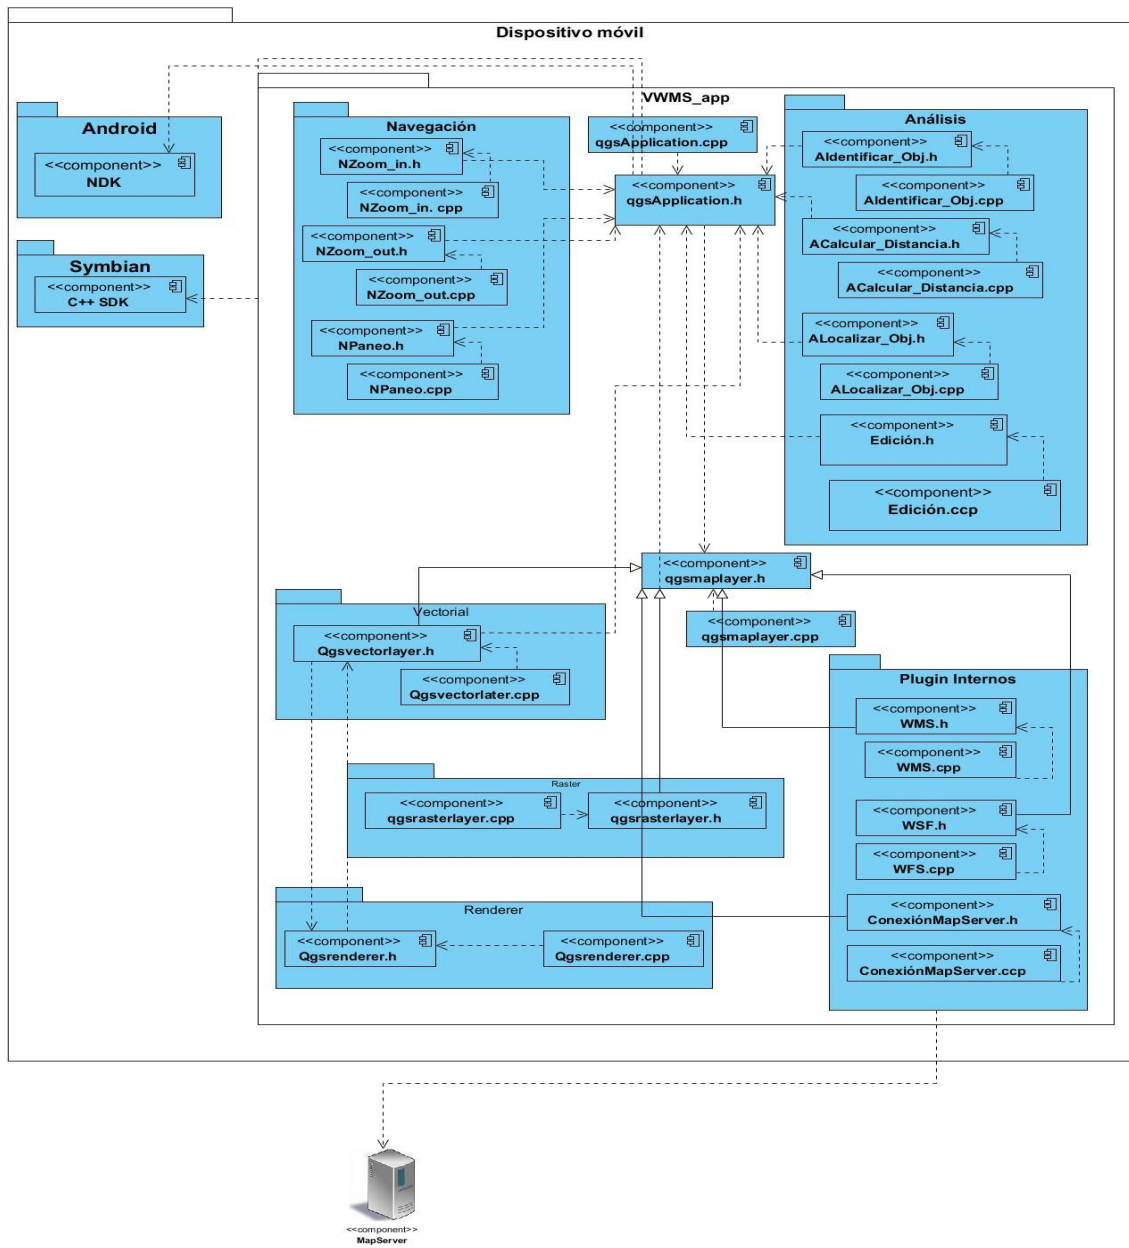 Dispositivo móvil
VWMS_app
Android
<<component>>
NDK
Symbian
<<component>>
C++ SDK
Navegación
<<component>>
NZoom_in.h
<<component>>
NZoom_in. cpp
<<component>>
NZoom_out.h
<<component>>
NZoom_out.cpp
<<component>>
NPaneo.h
<<component>>
NPaneo.cpp
<<component>>
qgsApplication.cpp
<<component>>
qgsApplication.h
Análisis
<<component>>
AIdentificar_Obj.h
<<component>>
AIdentificar_Obj.cpp
<<component>>
ACalcular_Distancia.h
<<component>>
ACalcular_Distancia.cpp
<<component>>
ALocalizar_Obj.h
<<component>>
ALocalizar_Obj.cpp
<<component>>
Edición.h
<<component>>
Edición.ccp
<<component>>
qgsmaplayer.h
<<component>>
qgsmaplayer.cpp
Vectorial
<<component>>
Qgsvectorlayer.h
<<component>>
Qgsvectorlater.cpp
Raster
<<component>>
qgsrasterlayer.cpp
<<component>>
qgsrasterlayer.h
Renderer
<<component>>
Qgsrenderer.h
<<component>>
Qgsrenderer.cpp
Plugin Internos
<<component>>
WMS.h
<<component>>
WMS.cpp
<<component>>
WSF.h
<<component>>
WFS.cpp
<<component>>
ConexiónMapServer.h
<<component>>
ConexiónMapServer.ccp
<<component>>
MapServer